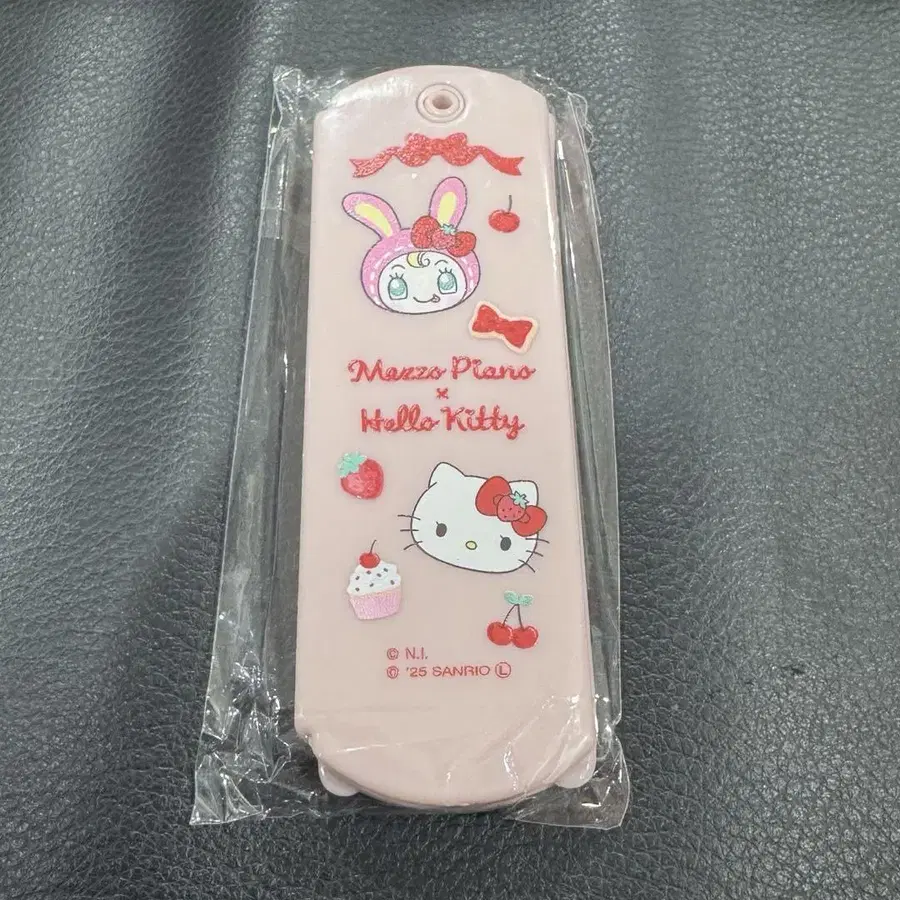 Mezzo Piano
×
Hello Kitty
© N.I.
© '25 SANRIO Ⓛ